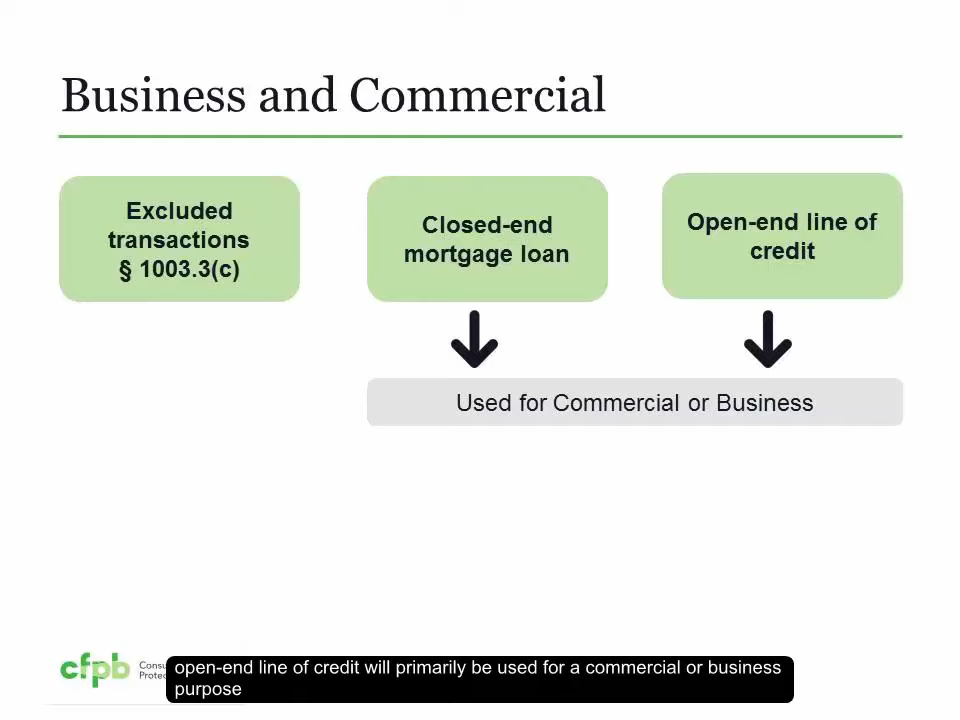 Business and Commercial
Excluded
transactions
§ 1003.3(c)
Closed-end
mortgage loan
Open-end line of
credit
Used for Commercial or Business
cfpb
open-end line of credit will primarily be used for a commercial or business
purpose